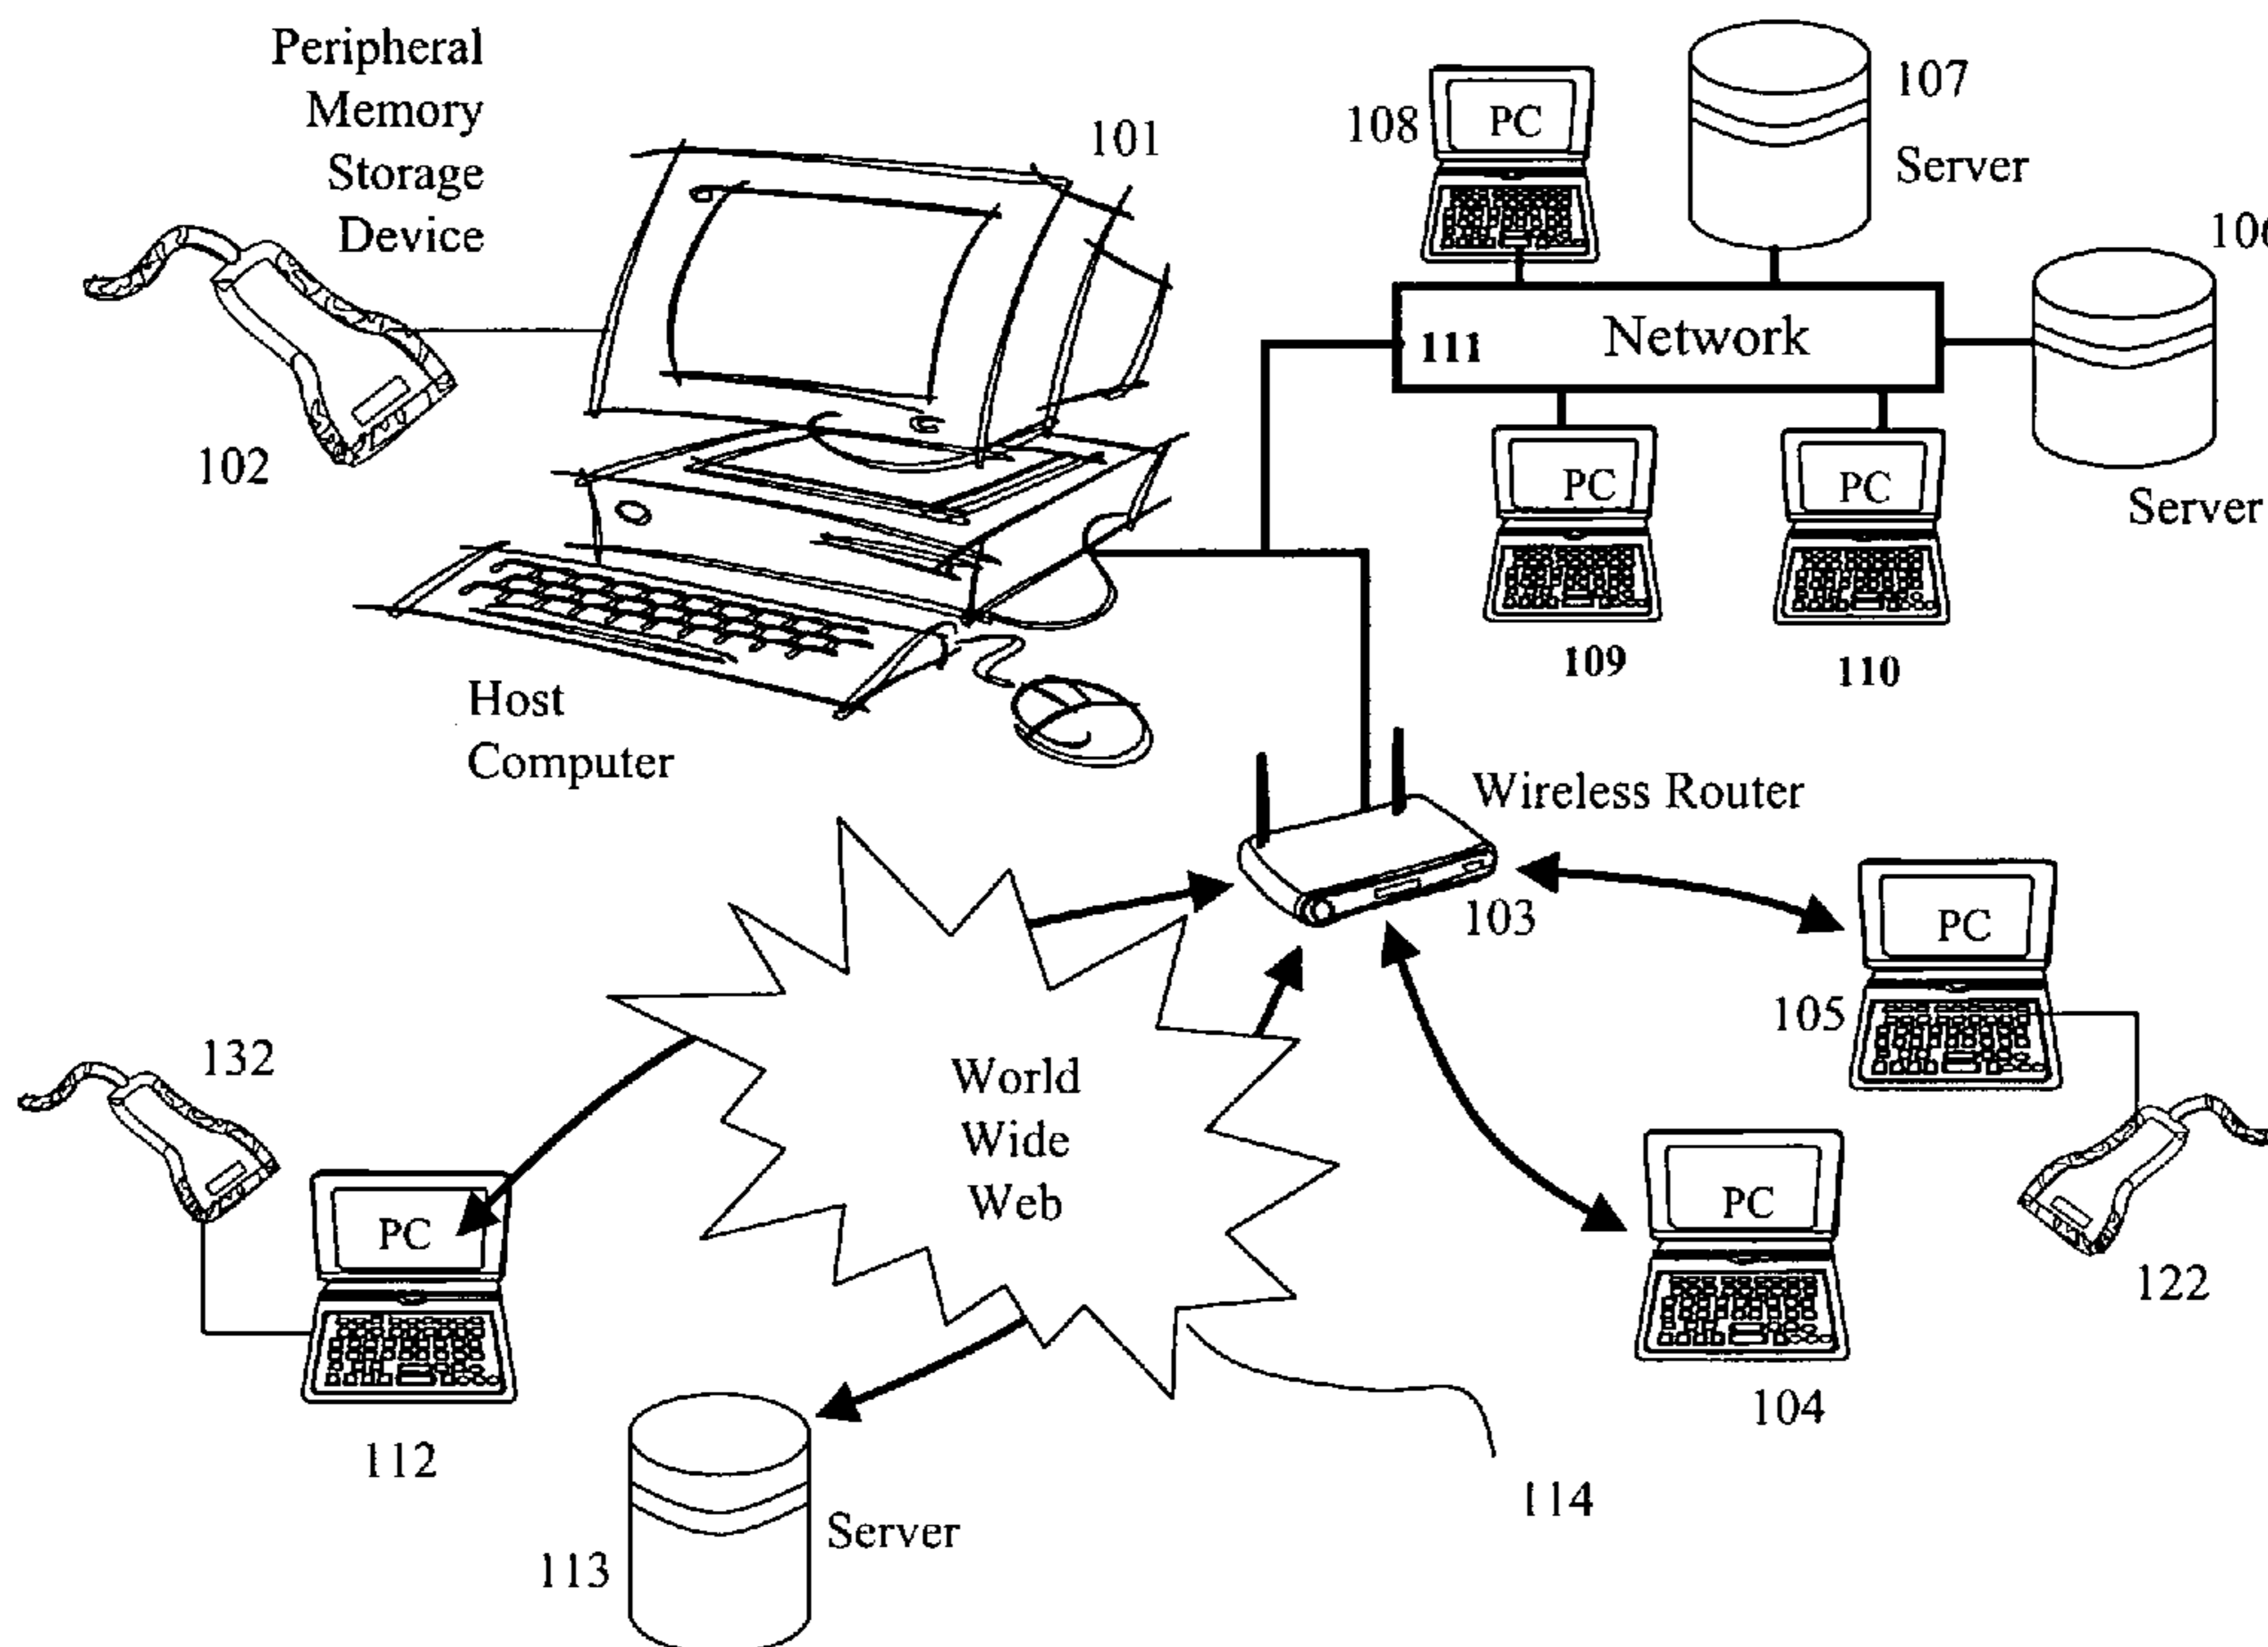 Peripheral
Memory
Storage
Device
101
102
Host
Computer
108
PC
107
Server
111
Network
Server
PC
PC
109
110
Wireless Router
103
PC
105
122
PC
104
World
Wide
Web
132
PC
112
113
Server
114